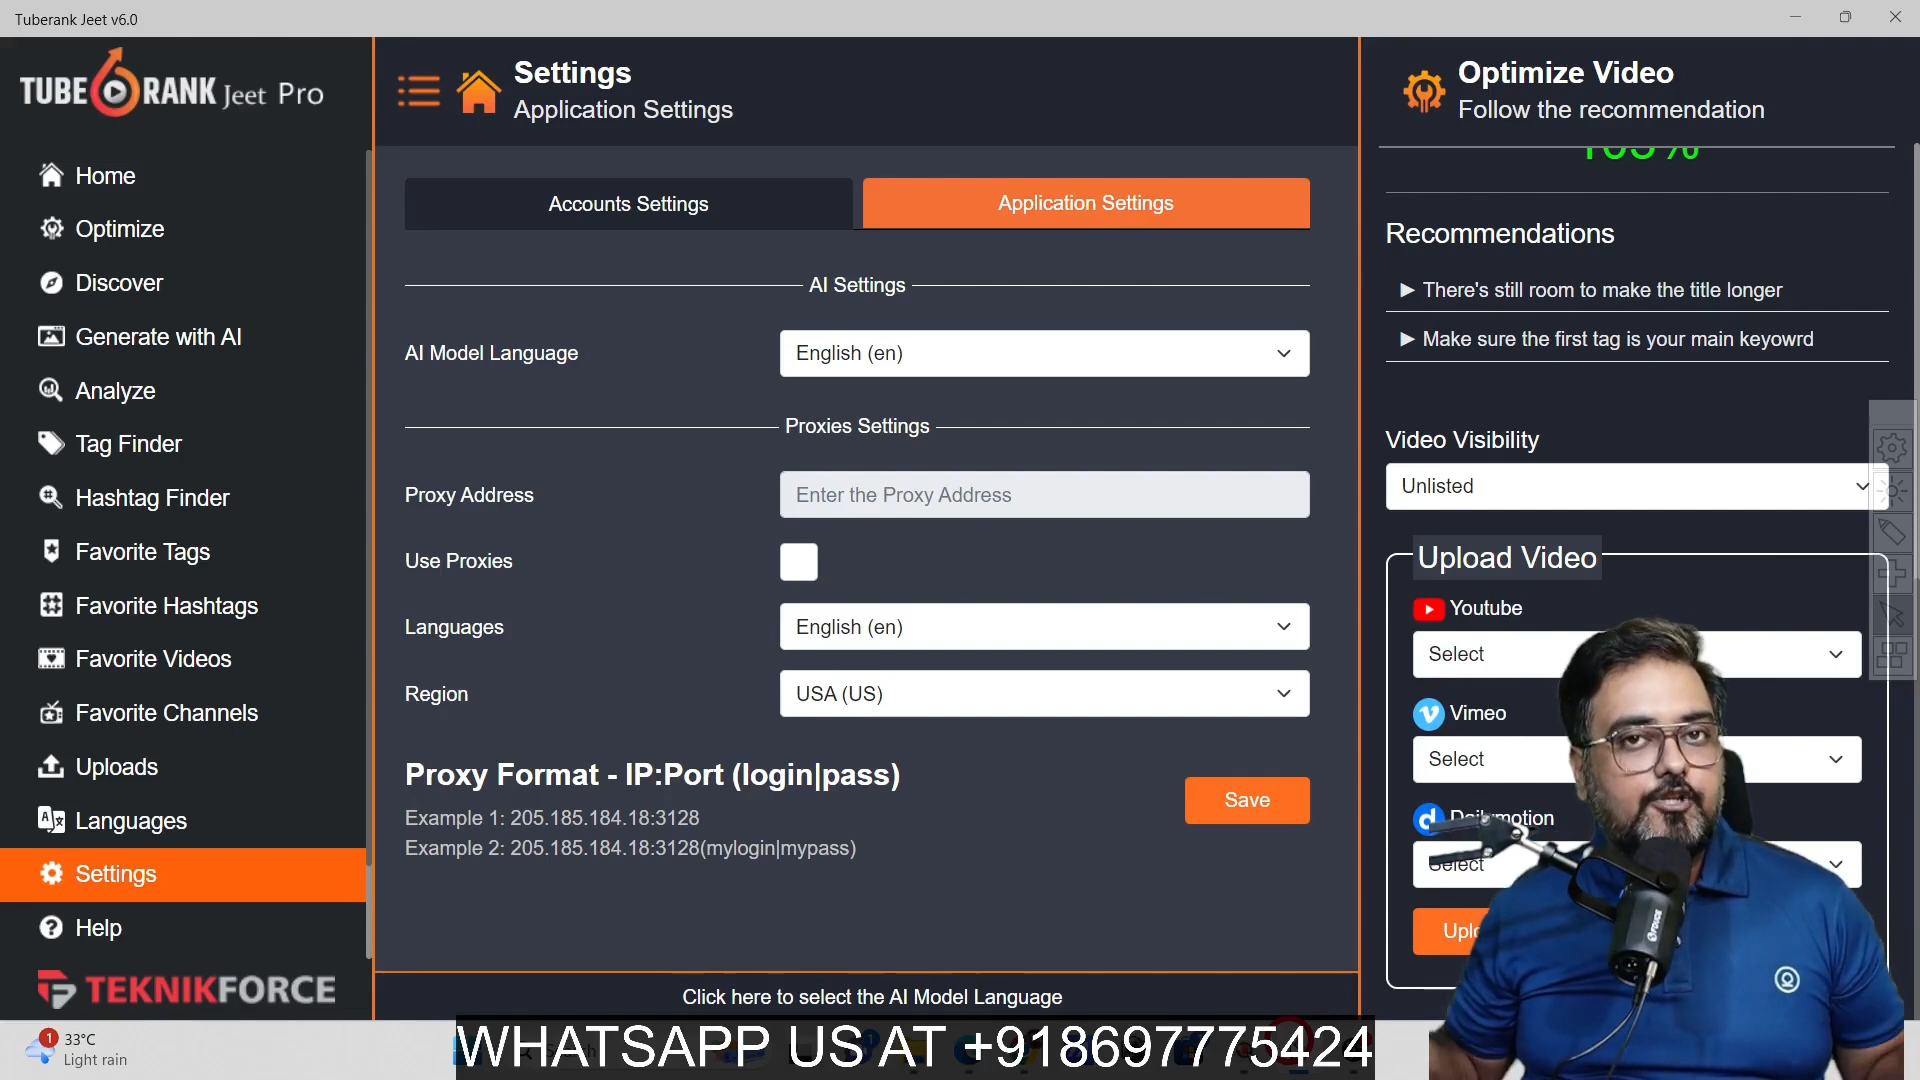 Tuberank Jeet v6.0
TUBE RANK Jeet Pro
Home
Optimize
Discover
Generate with AI
Analyze
Tag Finder
Hashtag Finder
Favorite Tags
Favorite Hashtags
Favorite Videos
Favorite Channels
Uploads
Languages
Settings
Help
TEKNIKFORCE
Settings
Application Settings
Accounts Settings
Application Settings
AI Settings
AI Model Language
English (en)
Proxies Settings
Proxy Address
Enter the Proxy Address
Use Proxies
Languages
English (en)
Region
USA (US)
Proxy Format - IP:Port (login|pass)
Example 1: 205.185.184.18:3128
Example 2: 205.185.184.18:3128(mylogin|mypass)
Save
Click here to select the AI Model Language
Optimize Video
Follow the recommendation
Recommendations
► There's still room to make the title longer
► Make sure the first tag is your main keyowrd
Video Visibility
Unlisted
Upload Video
Youtube
Select
Vimeo
Select
Dailymotion
Select
1
33°C
Light rain
WHATSAPP US AT +918697775424